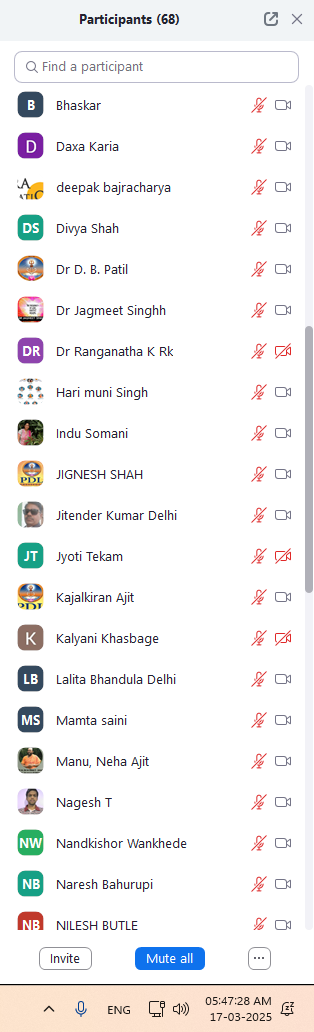 Participants (68)
Find a participant
B Bhaskar
D Daxa Karia
deepak bajracharya
DS Divya Shah
Dr D. B. Patil
Dr Jagmeet Singhh
DR Dr Ranganatha K Rk
Hari muni Singh
Indu Somani
PDL JIGNESH SHAH
Jitender Kumar Delhi
JT Jyoti Tekam
Kajalkiran Ajit
K Kalyani Khasbage
LB Lalita Bhandula Delhi
MS Mamta saini
Manu, Neha Ajit
Nagesh T
NW Nandkishor Wankhede
NB Naresh Bahurupi
NB NILESH BUTLE
Invite Mute all
ENG 05:47:28 AM
17-03-2025